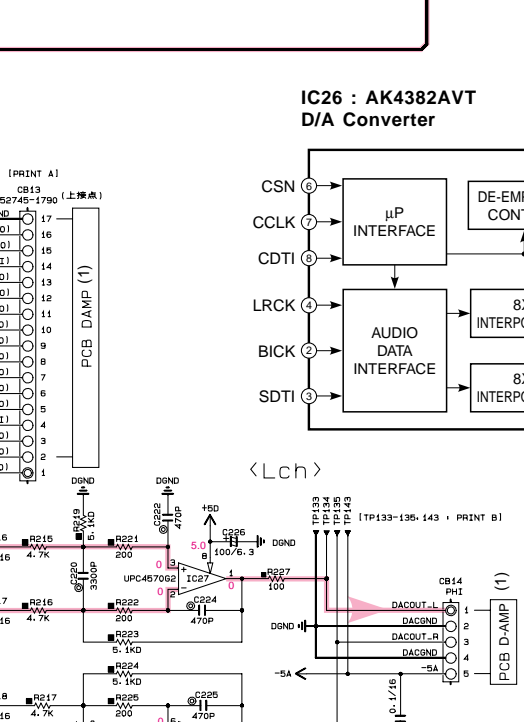 IC26 : AK4382AVT
D/A Converter
[PRINT A]
CB13
52745-1790
(上接点)
ND
17
O)
16
O)
15
I)
14
O)
13
O)
12
O)
11
O)
10
O)
9
O)
8
O)
7
O)
6
O)
5
I)
4
O)
3
O)
2
O)
1
PCB DAMP (1)
CSN
6
CCLK
7
CDTI
8
LRCK
4
BICK
2
SDTI
3
µP
INTERFACE
AUDIO
DATA
INTERFACE
DE-EMP
CONT
8X
INTERPO
8X
INTERPO
<Lch>
DGND
R219
5.1KD
DGND
C222
470P
+5D
C226
100/6.3
DGND
5.0
8
R215
4.7K
R221
200
C220
3300P
0
3
+
UPC4570G2
IC27
1
0
0
2
−
R227
100
R216
4.7K
R222
200
C224
470P
R223
5.1KD
R224
5.1KD
R217
4.7K
R225
200
C225
470P
TP133
TP134
TP135
TP143
[TP133-135,143 : PRINT B]
CB14
PHI
DACOUT_L
1
DGND
DACGND
2
DACOUT_R
3
DACGND
4
-5A
-5A
5
PCB D-AMP (1)
0.1/16